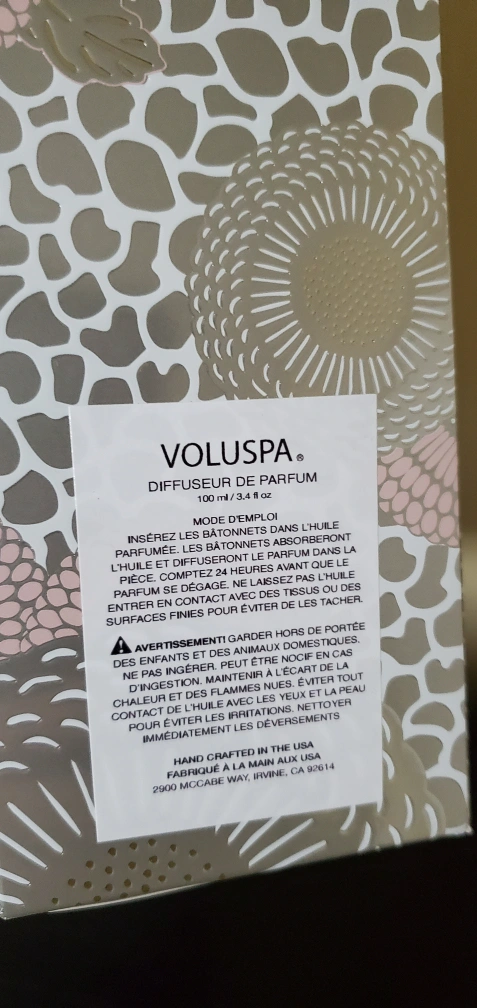 VOLUSPA®
DIFFUSEUR DE PARFUM
100 ml / 3.4 fl oz
MODE D'EMPLOI
INSÉREZ LES BÂTONNETS DANS L'HUILE
PARFUMÉE. LES BÂTONNETS ABSORBERONT
L'HUILE ET DIFFUSERONT LE PARFUM DANS LA
PIÈCE. COMPTEZ 24 HEURES AVANT QUE LE
PARFUM SE DÉGAGE. NE LAISSEZ PAS L'HUILE
ENTRER EN CONTACT AVEC DES TISSUS OU DES
SURFACES FINIES POUR ÉVITER DE LES TACHER.
AVERTISSEMENT! GARDER HORS DE PORTÉE
DES ENFANTS ET DES ANIMAUX DOMESTIQUES.
NE PAS INGÉRER. PEUT ÊTRE NOCIF EN CAS
D'INGESTION. MAINTENIR À L'ÉCART DE LA
CHALEUR ET DES FLAMMES NUES. ÉVITER TOUT
CONTACT DE L'HUILE AVEC LES YEUX ET LA PEAU
POUR ÉVITER LES IRRITATIONS. NETTOYER
IMMÉDIATEMENT LES DÉVERSEMENTS
HAND CRAFTED IN THE USA
FABRIQUÉ À LA MAIN AUX USA
2900 MCCABE WAY, IRVINE, CA 92614